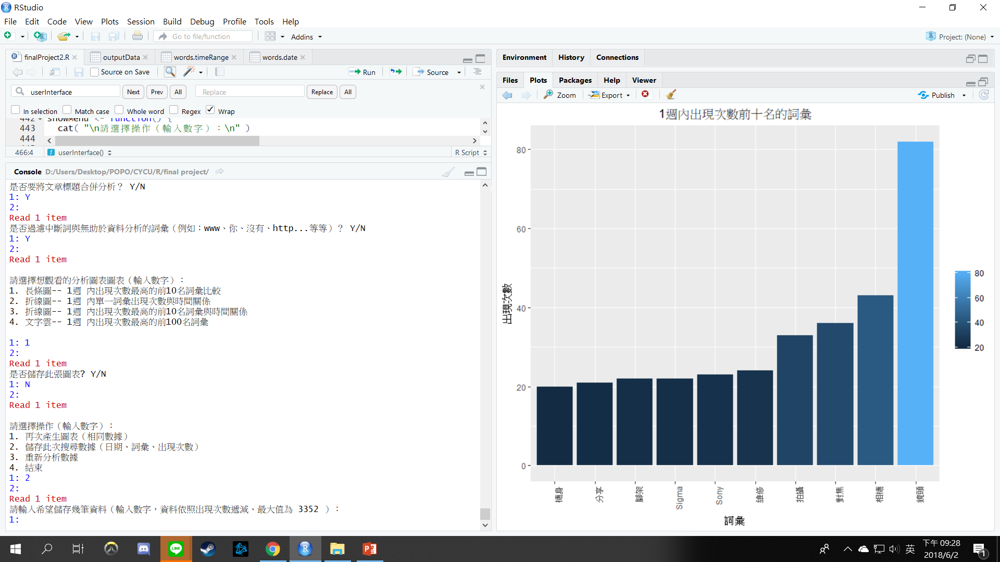 RStudio
File Edit Code View Plots Session Build Debug Profile Tools Help
Go to file/function Addins Project: (None)
finalProject2.R outputData words.timeRange words.date
Source on Save Run Source
userInterface Next Prev All Replace Replace All
In selection Match case Whole word Regex Wrap
442 showMenu <- function() {
443 cat( "\n請選擇操作（輸入數字）：\n" )
444
466:4 userInterface() R Script
Console D:/Users/Desktop/POPO/CYCU/R/final project/
是否要將文章標題合併分析？ Y/N
1: Y
2:
Read 1 item
是否過濾中斷詞與無助於資料分析的詞彙（例如：www、你、沒有、http...等等）？ Y/N
1: Y
2:
Read 1 item
請選擇想觀看的分析圖表圖表（輸入數字）：
1. 長條圖-- 1週 內出現次數最高的前10名詞彙比較
2. 折線圖-- 1週 內單一詞彙出現次數與時間關係
3. 折線圖-- 1週 內出現次數最高的前10名詞彙與時間關係
4. 文字雲-- 1週 內出現次數最高的前100名詞彙
1: 1
2:
Read 1 item
是否儲存此張圖表? Y/N
1: N
2:
Read 1 item
請選擇操作（輸入數字）：
1. 再次產生圖表（相同數據）
2. 儲存此次搜尋數據（日期、詞彙、出現次數）
3. 重新分析數據
4. 結束
1: 2
2:
Read 1 item
請輸入希望儲存幾筆資料（輸入數字，資料依照出現次數遞減、最大值為 3352 ）：
1:
Environment History Connections
Files Plots Packages Help Viewer
Zoom Export Publish
1週內出現次數前十名的詞彙
出現次數
80
60
40
20
0
機身 分享 腳架 Sigma Sony 維修 拍攝 對焦 相機 鏡頭
詞彙
80
60
40
20
LINE
英
下午 09:28
2018/6/2
1